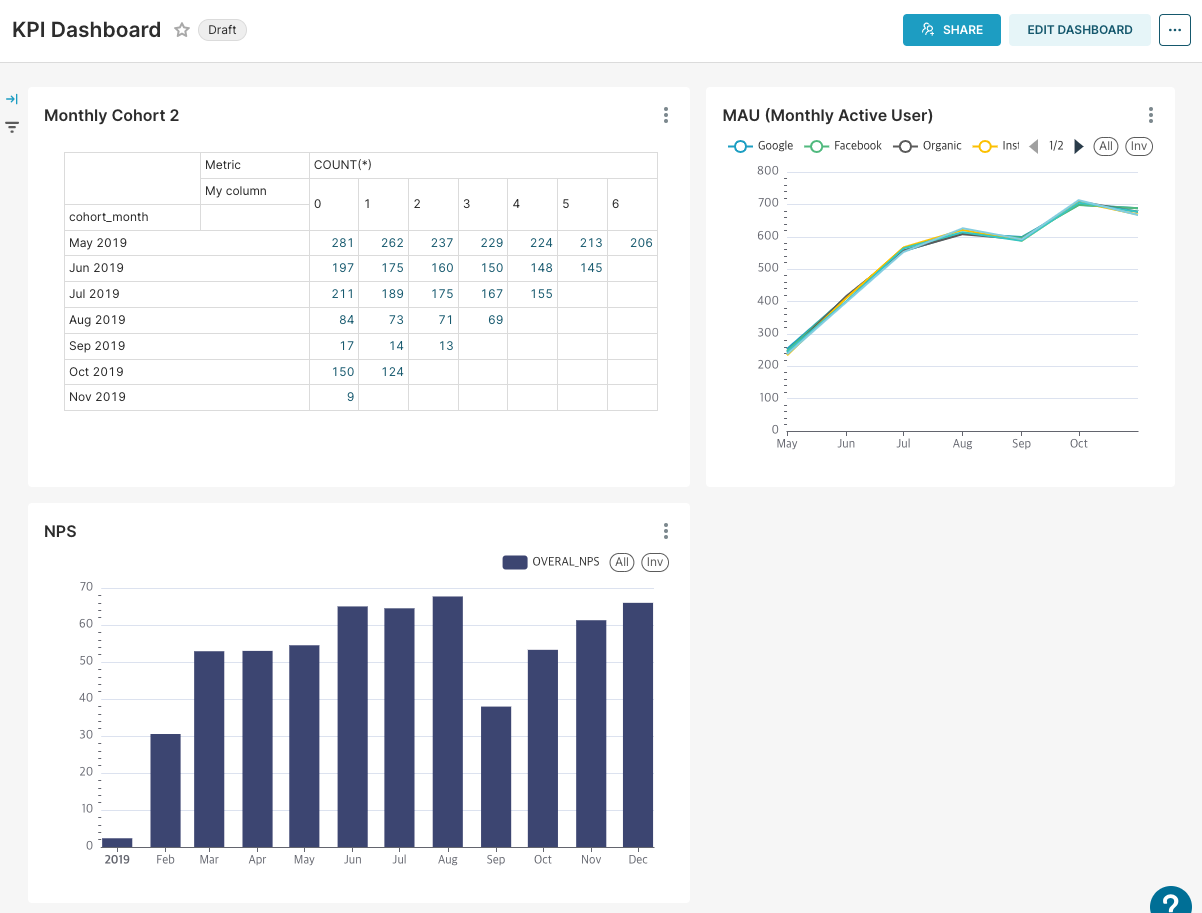 KPI Dashboard Draft SHARE EDIT DASHBOARD ...
Monthly Cohort 2
Metric COUNT(*)
My column 0 1 2 3 4 5 6
cohort_month
May 2019 281 262 237 229 224 213 206
Jun 2019 197 175 160 150 148 145
Jul 2019 211 189 175 167 155
Aug 2019 84 73 71 69
Sep 2019 17 14 13
Oct 2019 150 124
Nov 2019 9
MAU (Monthly Active User)
Google Facebook Organic 1/2 All Inv
800
700
600
500
400
300
200
100
0
May Jun Jul Aug Sep Oct
NPS
OVERAL_NPS All Inv
70
60
50
40
30
20
10
0
2019 Feb Mar Apr May Jun Jul Aug Sep Oct Nov Dec
?